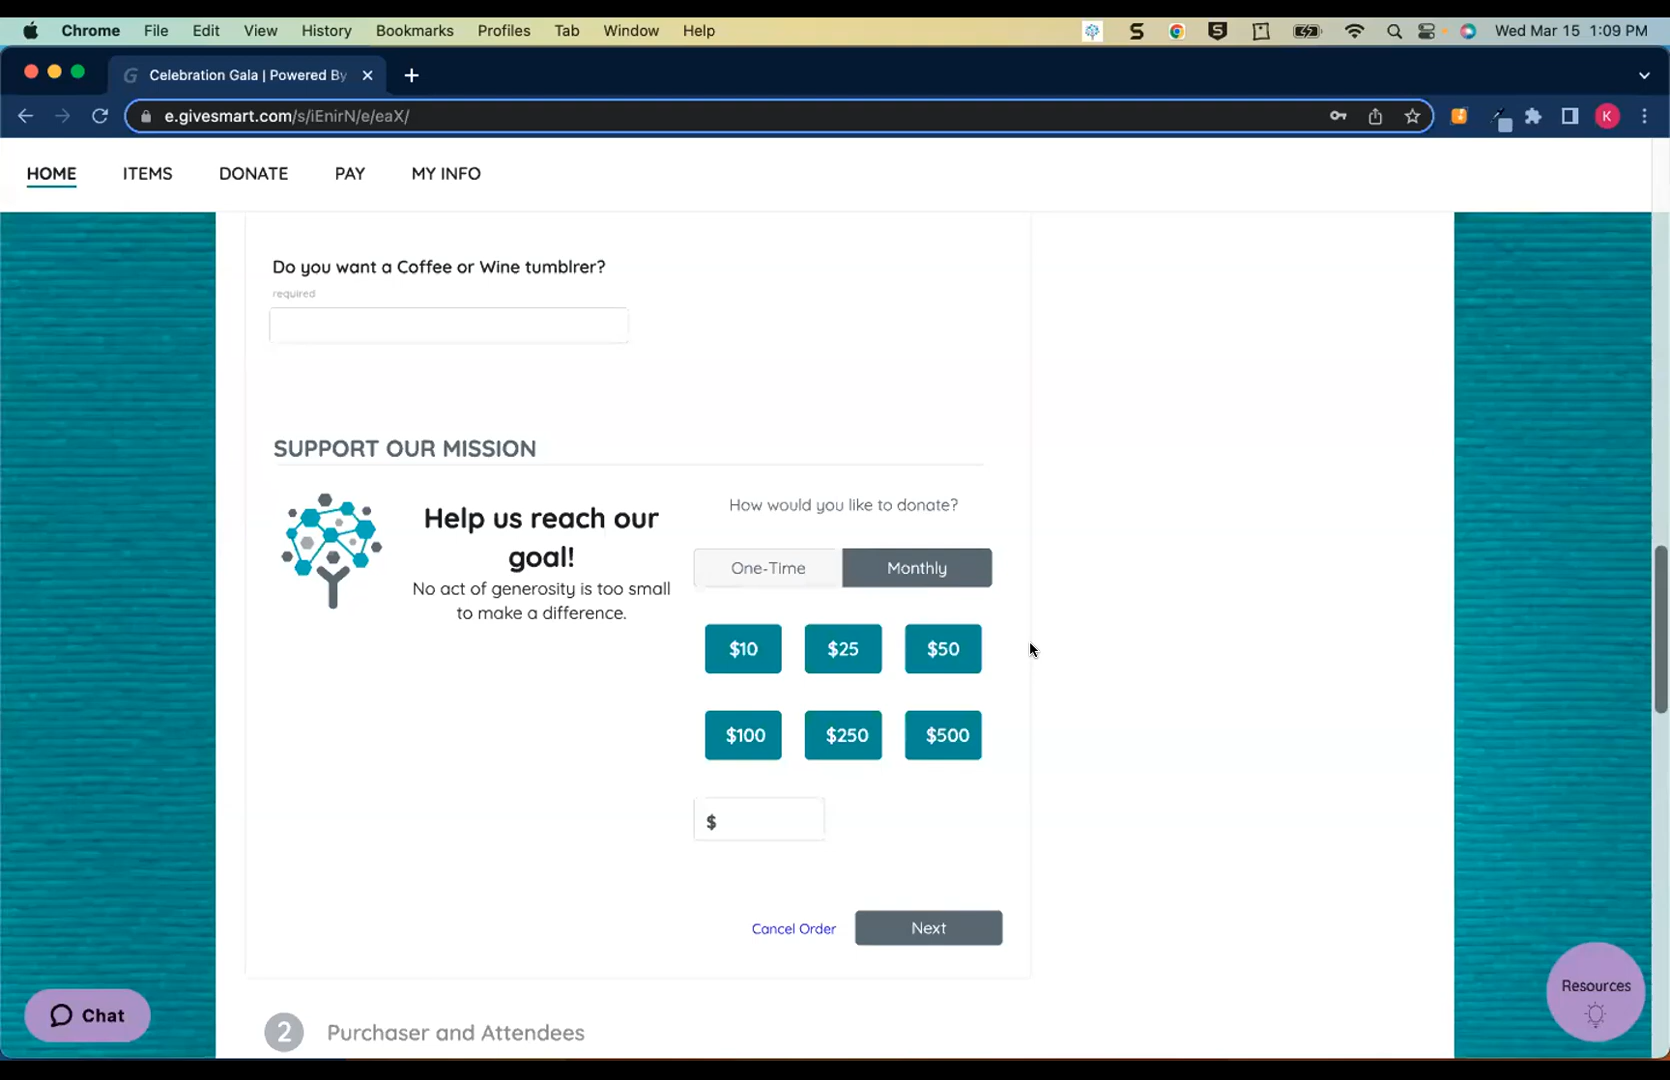 Chrome File Edit View History Bookmarks Profiles Tab Window Help Wed Mar 15 1:09 PM
Celebration Gala | Powered By
e.givesmart.com/s/iEnirN/e/eaX/
K
HOME ITEMS DONATE PAY MY INFO
Do you want a Coffee or Wine tumblrer?
required
SUPPORT OUR MISSION
Help us reach our
goal!
No act of generosity is too small
to make a difference.
How would you like to donate?
One-Time Monthly
$10 $25 $50
$100 $250 $500
$
Cancel Order Next
Resources
Chat
2 Purchaser and Attendees